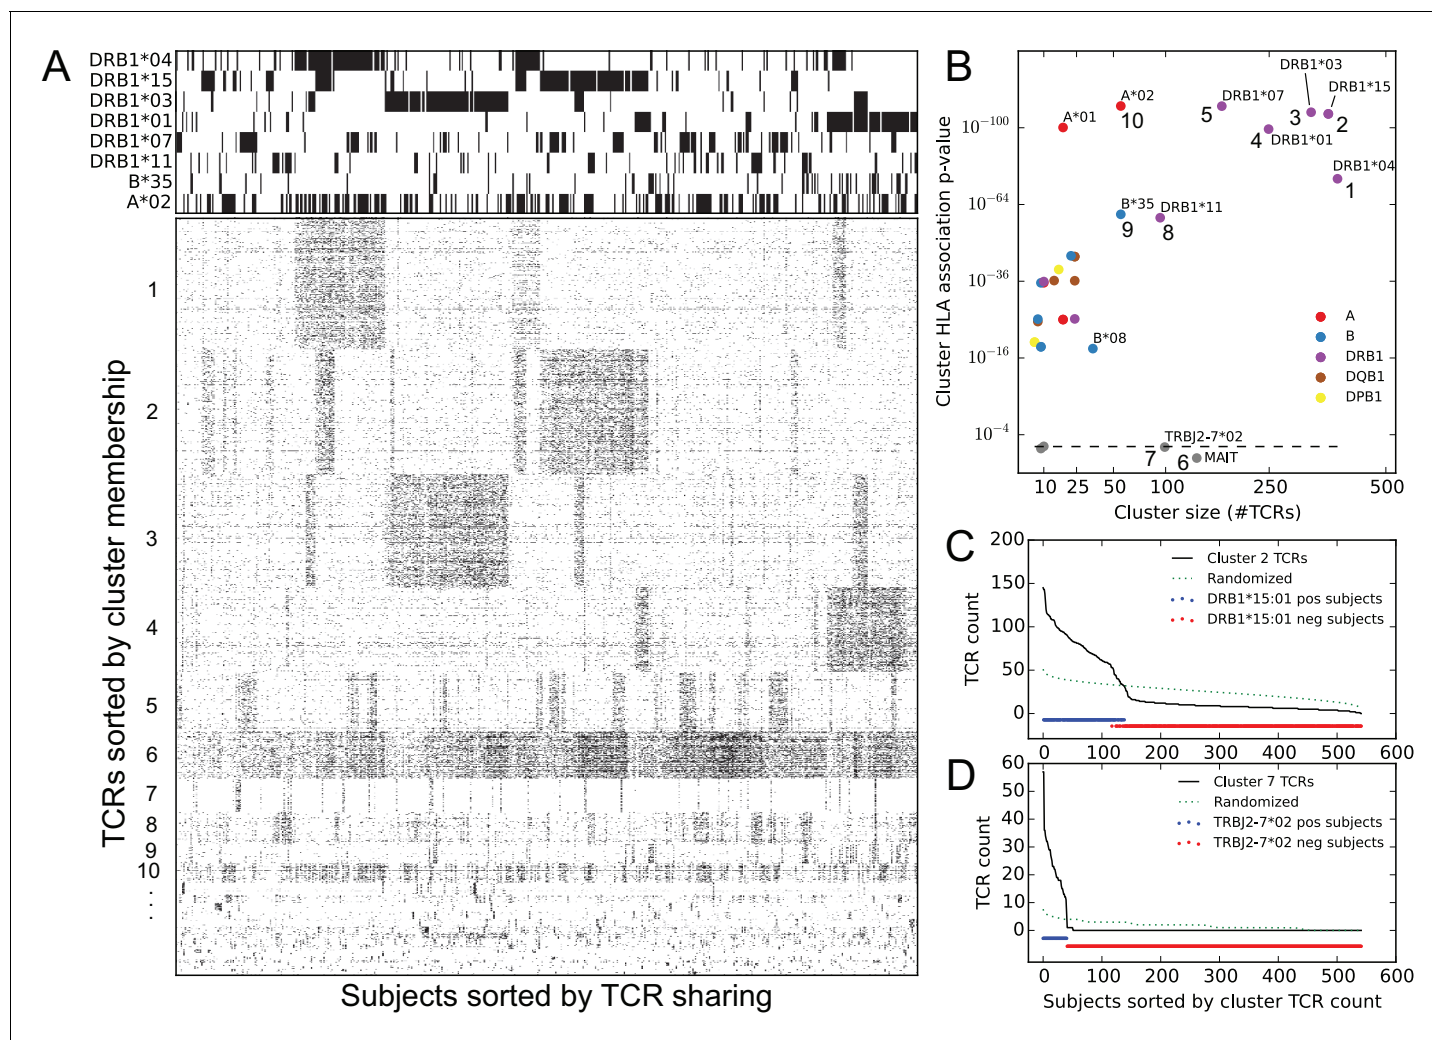 A
DRB1*04
DRB1*15
DRB1*03
DRB1*01
DRB1*07
DRB1*11
B*35
A*02
TCRs sorted by cluster membership
1
2
3
4
5
6
7
8
9
10
.
.
.
Subjects sorted by TCR sharing
B
Cluster HLA association p-value
10−100
10−64
10−36
10−16
10−4
DRB1*03
DRB1*15
A*02
DRB1*07
A*01
10
5
3
2
4
DRB1*01
DRB1*04
1
B*35
DRB1*11
9
8
A
B
B*08
DRB1
DQB1
DPB1
TRBJ2-7*02
7
6
MAIT
10 25 50 100 250 500
Cluster size (#TCRs)
C
TCR count
200
150
100
50
0
Cluster 2 TCRs
Randomized
DRB1*15:01 pos subjects
DRB1*15:01 neg subjects
0 100 200 300 400 500 600
D
TCR count
60
50
40
30
20
10
0
Cluster 7 TCRs
Randomized
TRBJ2-7*02 pos subjects
TRBJ2-7*02 neg subjects
0 100 200 300 400 500 600
Subjects sorted by cluster TCR count